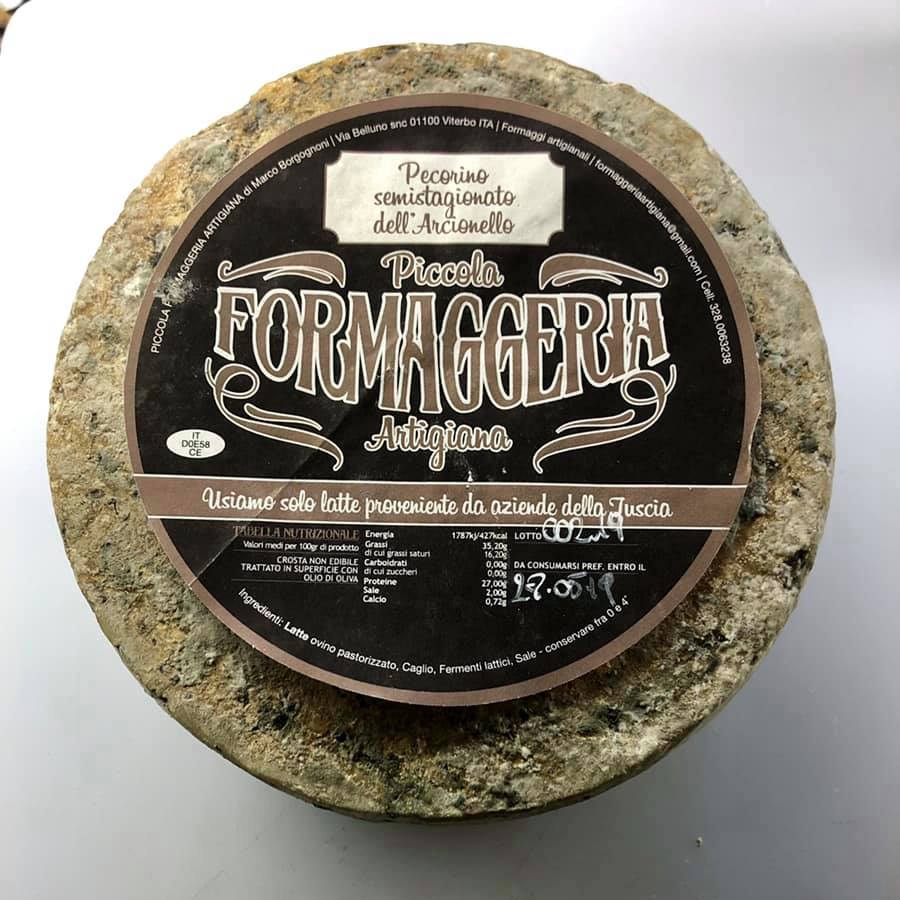 PICCOLA FORMAGGERIA ARTIGIANA di Marco Borgognoni | Via Belluno snc 01100 Viterbo ITA | Formaggi artigianali | formaggeriaartigiana@gmail.com | Cell: 328.0063238
Pecorino
semistagionato
dell'Arcionello
Piccola
FORMAGGERIA
Artigiana
IT
D0E58
CE
Usiamo solo latte proveniente da aziende della Tuscia
TABELLA NUTRIZIONALE
Valori medi per 100gr di prodotto
CROSTA NON EDIBILE
TRATTATO IN SUPERFICIE CON
OLIO DI OLIVA
Energia 1787kj/427kcal
Grassi 35,20g
di cui grassi saturi 16,20g
Carboidrati 0,00g
di cui zuccheri 0,00g
Proteine 27,00g
Sale 2,00g
Calcio 0,72g
LOTTO
DA CONSUMARSI PREF. ENTRO IL
27.0519
Ingredienti: Latte ovino pastorizzato, Caglio, Fermenti lattici, Sale - conservare fra 0 e 4°